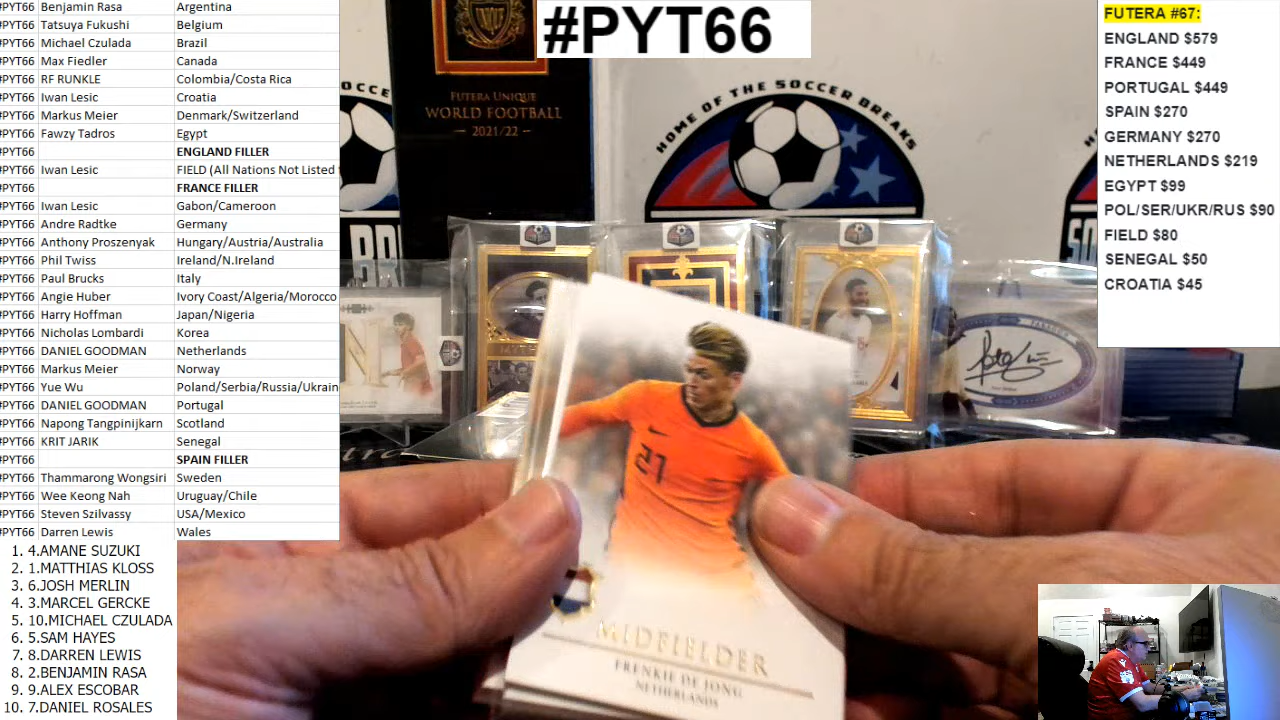 #PYT66 Benjamin Rasa Argentina
#PYT66 Tatsuya Fukushi Belgium
#PYT66 Michael Czulada Brazil
#PYT66 Max Fiedler Canada
#PYT66 RF RUNKLE Colombia/Costa Rica
#PYT66 Iwan Lesic Croatia
#PYT66 Markus Meier Denmark/Switzerland
#PYT66 Fawzy Tadros Egypt
#PYT66 ENGLAND FILLER
#PYT66 Iwan Lesic FIELD (All Nations Not Listed
#PYT66 FRANCE FILLER
#PYT66 Iwan Lesic Gabon/Cameroon
#PYT66 Andre Radtke Germany
#PYT66 Anthony Proszenyak Hungary/Austria/Australia
#PYT66 Phil Twiss Ireland/N.Ireland
#PYT66 Paul Brucks Italy
#PYT66 Angie Huber Ivory Coast/Algeria/Morocco
#PYT66 Harry Hoffman Japan/Nigeria
#PYT66 Nicholas Lombardi Korea
#PYT66 DANIEL GOODMAN Netherlands
#PYT66 Markus Meier Norway
#PYT66 Yue Wu Poland/Serbia/Russia/Ukrain
#PYT66 DANIEL GOODMAN Portugal
#PYT66 Napong Tangpinijkarn Scotland
#PYT66 KRIT JARIK Senegal
#PYT66 SPAIN FILLER
#PYT66 Thammarong Wongsiri Sweden
#PYT66 Wee Keong Nah Uruguay/Chile
#PYT66 Steven Szilvassy USA/Mexico
#PYT66 Darren Lewis Wales
1. 4.AMANE SUZUKI
2. 1.MATTHIAS KLOSS
3. 6.JOSH MERLIN
4. 3.MARCEL GERCKE
5. 10.MICHAEL CZULADA
6. 5.SAM HAYES
7. 8.DARREN LEWIS
8. 2.BENJAMIN RASA
9. 9.ALEX ESCOBAR
10. 7.DANIEL ROSALES
#PYT66
FUTERA UNIQUE
WORLD FOOTBALL
2021/22
HOME OF THE SOCCER BREAKS
21
MIDFIELDER
FRENKIE DE JONG
NETHERLANDS
FUTERA #67:
ENGLAND $579
FRANCE $449
PORTUGAL $449
SPAIN $270
GERMANY $270
NETHERLANDS $219
EGYPT $99
POL/SER/UKR/RUS $90
FIELD $80
SENEGAL $50
CROATIA $45